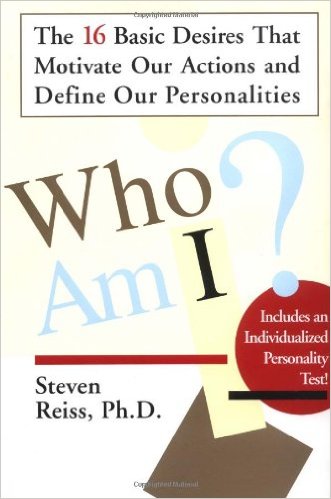 The 16 Basic Desires That
Motivate Our Actions and
Define Our Personalities
Who
Am I?
Includes an
Individualized
Personality
Test!
Steven
Reiss, Ph.D.